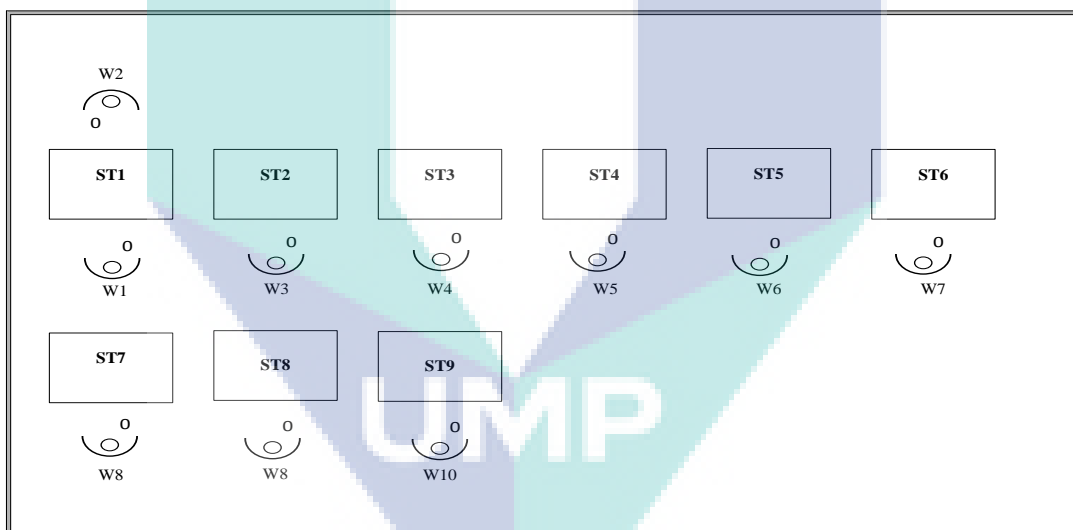 W2
ST1 ST2 ST3 ST4 ST5 ST6
W1 W3 W4 W5 W6 W7
ST7 ST8 ST9
UMP
W8 W8 W10